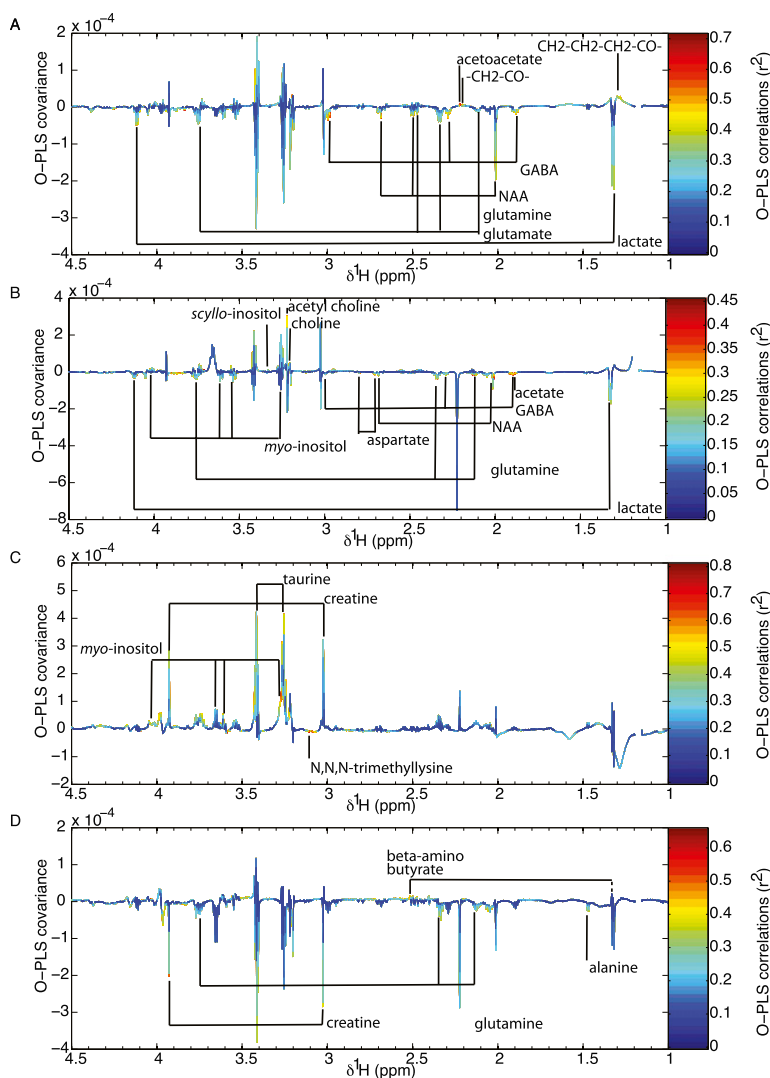 A
2 x 10⁻⁴
CH2-CH2-CH2-CO-
acetoacetate
-CH2-CO-
GABA
NAA
glutamine
glutamate
lactate
1
0
−1
−2
−3
−4
O−PLS covariance
4.5 4 3.5 3 2.5 2 1.5 1
δ¹H (ppm)
0.7
0.6
0.5
0.4
0.3
0.2
0.1
0
O−PLS correlations (r²)
B
4 x 10⁻⁴
scyllo-inositol
acetyl choline
choline
acetate
GABA
NAA
aspartate
myo-inositol
glutamine
lactate
2
0
−2
−4
−6
−8
O−PLS covariance
4.5 4 3.5 3 2.5 2 1.5 1
δ¹H (ppm)
0.45
0.4
0.35
0.3
0.25
0.2
0.15
0.1
0.05
0
O−PLS correlations (r²)
C
6 x 10⁻⁴
taurine
creatine
myo-inositol
N,N,N-trimethyllysine
5
4
3
2
1
0
−1
−2
O−PLS covariance
4.5 4 3.5 3 2.5 2 1.5 1
δ¹H (ppm)
0.8
0.7
0.6
0.5
0.4
0.3
0.2
0.1
0
O−PLS correlations (r²)
D
2 x 10⁻⁴
beta-amino
butyrate
alanine
creatine
glutamine
1
0
−1
−2
−3
−4
O−PLS covariance
4.5 4 3.5 3 2.5 2 1.5 1
δ¹H (ppm)
0.6
0.5
0.4
0.3
0.2
0.1
0
O−PLS correlations (r²)